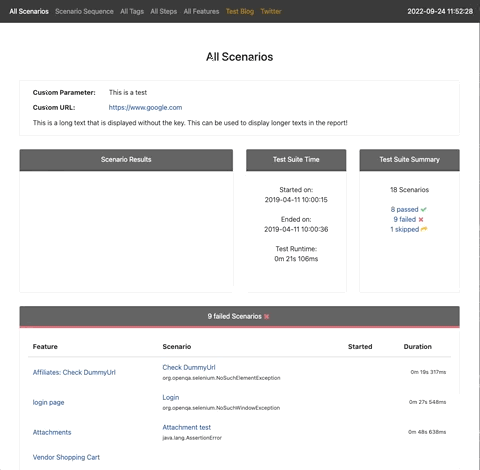 All Scenarios Scenario Sequence All Tags All Steps All Features Test Blog Twitter 2022-09-24 11:52:28
All Scenarios
Custom Parameter: This is a test
Custom URL: https://www.google.com
This is a long text that is displayed without the key. This can be used to display longer texts in the report!
Scenario Results
Test Suite Time
Started on:
2019-04-11 10:00:15
Ended on:
2019-04-11 10:00:36
Test Runtime:
0m 21s 106ms
Test Suite Summary
18 Scenarios
8 passed
9 failed
1 skipped
9 failed Scenarios
Feature Scenario Started Duration
Affiliates: Check DummyUrl Check DummyUrl 0m 19s 317ms
org.openqa.selenium.NoSuchElementException
login page Login 0m 27s 548ms
org.openqa.selenium.NoSuchWindowException
Attachments Attachment test 0m 48s 638ms
java.lang.AssertionError
Vendor Shopping Cart